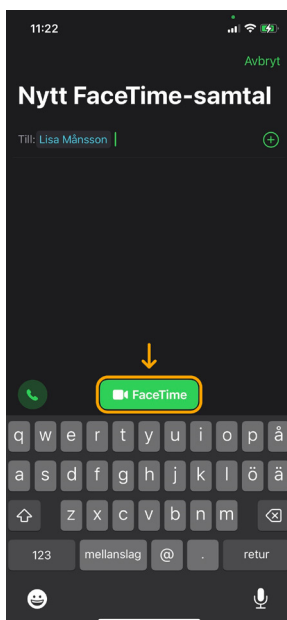 11:22
Avbryt
Nytt FaceTime-samtal
Till: Lisa Månsson
FaceTime
q w e r t y u i o p å
a s d f g h j k l ö ä
z x c v b n m
123 mellanslag @ . retur